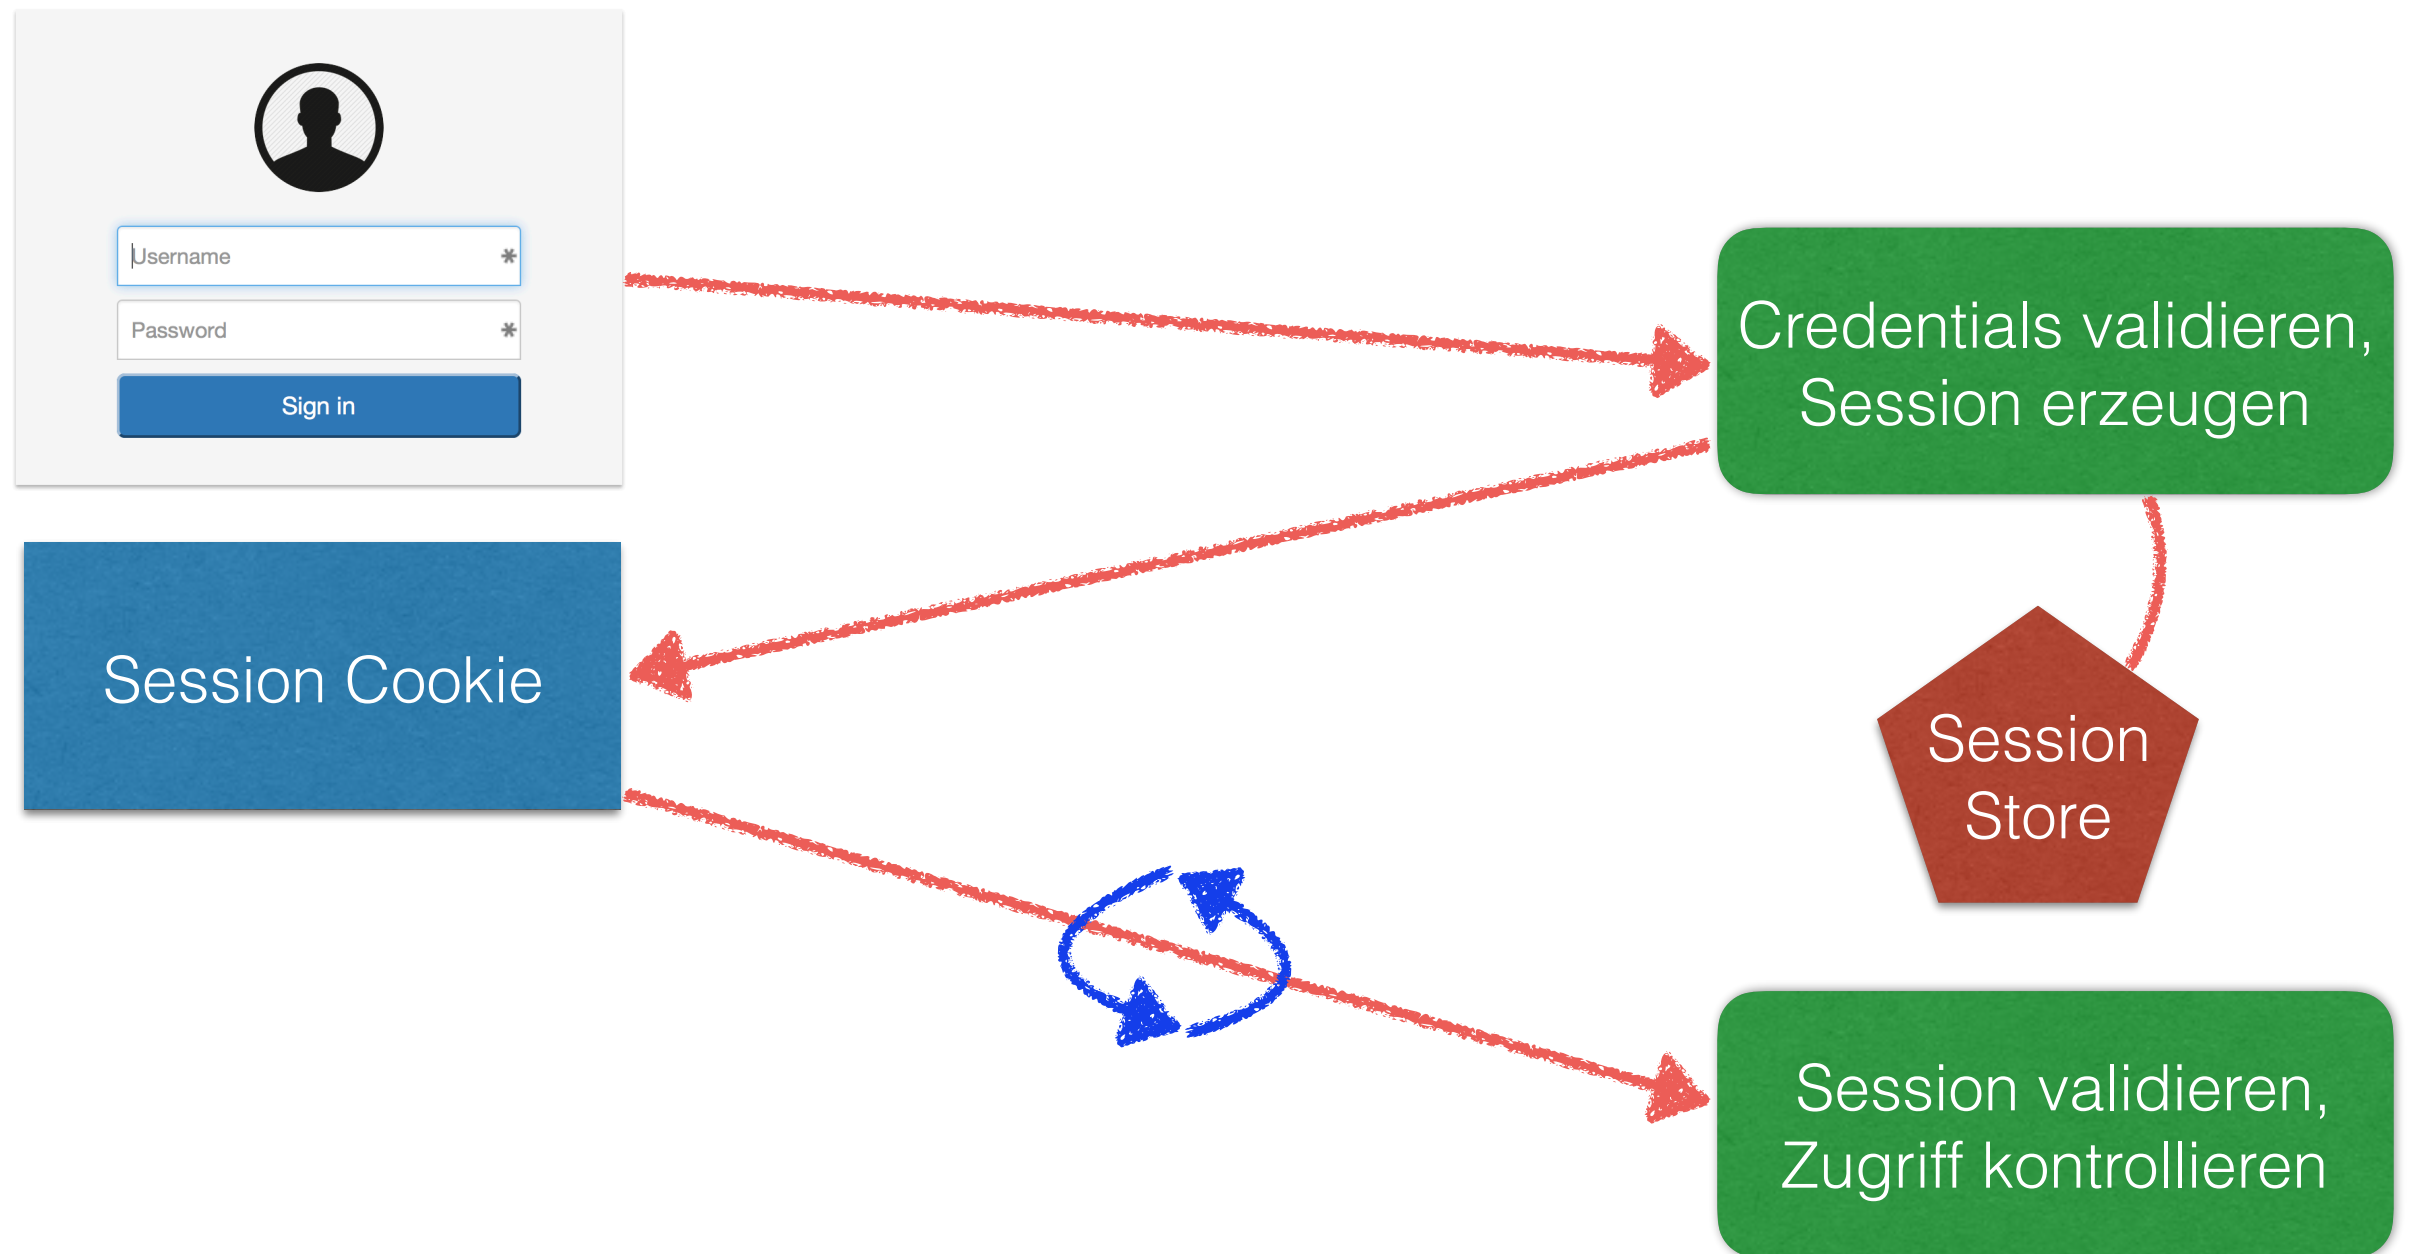 Username *
Password *
Sign in
Credentials validieren,
Session erzeugen
Session Cookie
Session
Store
Session validieren,
Zugriff kontrollieren